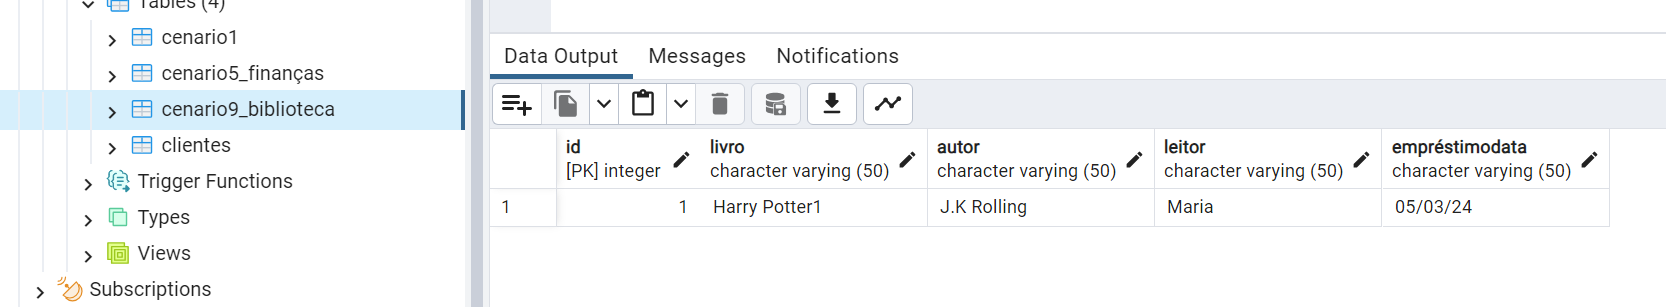 Tables (4)
cenario1
cenario5_finanças
cenario9_biblioteca
clientes
Trigger Functions
Types
Views
Subscriptions
Data Output Messages Notifications
id livro autor leitor empréstimodata
[PK] integer character varying (50) character varying (50) character varying (50) character varying (50)
1 1 Harry Potter1 J.K Rolling Maria 05/03/24